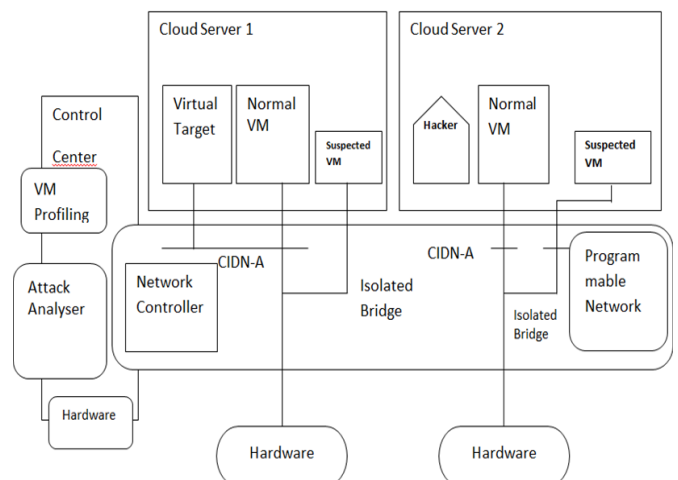 Cloud Server 1
Cloud Server 2
Control
Center
Virtual
Target
Normal
VM
Suspected
VM
Hacker
Normal
VM
Suspected
VM
VM
Profiling
Attack
Analyser
Hardware
CIDN-A
Network
Controller
Isolated
Bridge
CIDN-A
Isolated
Bridge
Program
mable
Network
Hardware
Hardware